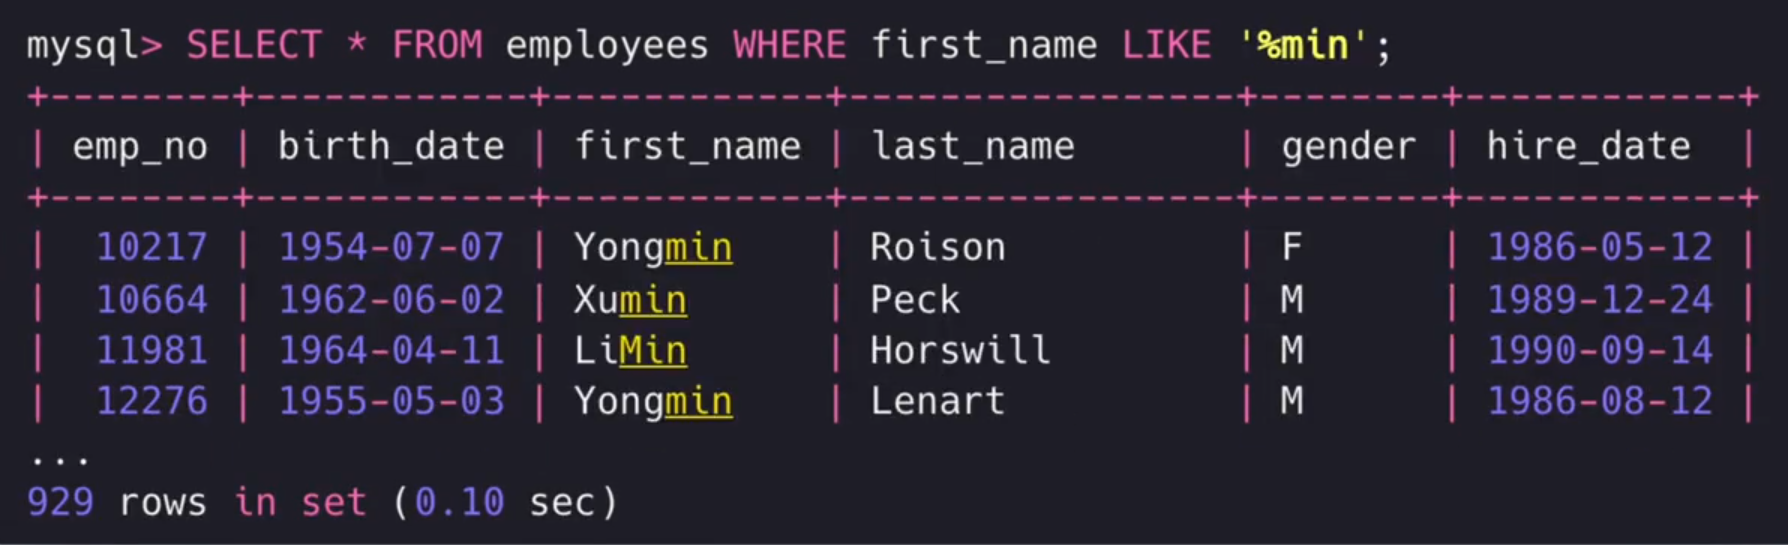 mysql> SELECT * FROM employees WHERE first_name LIKE '%min';
+--------+------------+------------+-----------------+--------+------------+
| emp_no | birth_date | first_name | last_name       | gender | hire_date  |
+--------+------------+------------+-----------------+--------+------------+
|  10217 | 1954-07-07 | Yongmin    | Roison          | F      | 1986-05-12 |
|  10664 | 1962-06-02 | Xumin      | Peck            | M      | 1989-12-24 |
|  11981 | 1964-04-11 | LiMin      | Horswill        | M      | 1990-09-14 |
|  12276 | 1955-05-03 | Yongmin    | Lenart          | M      | 1986-08-12 |
...
929 rows in set (0.10 sec)